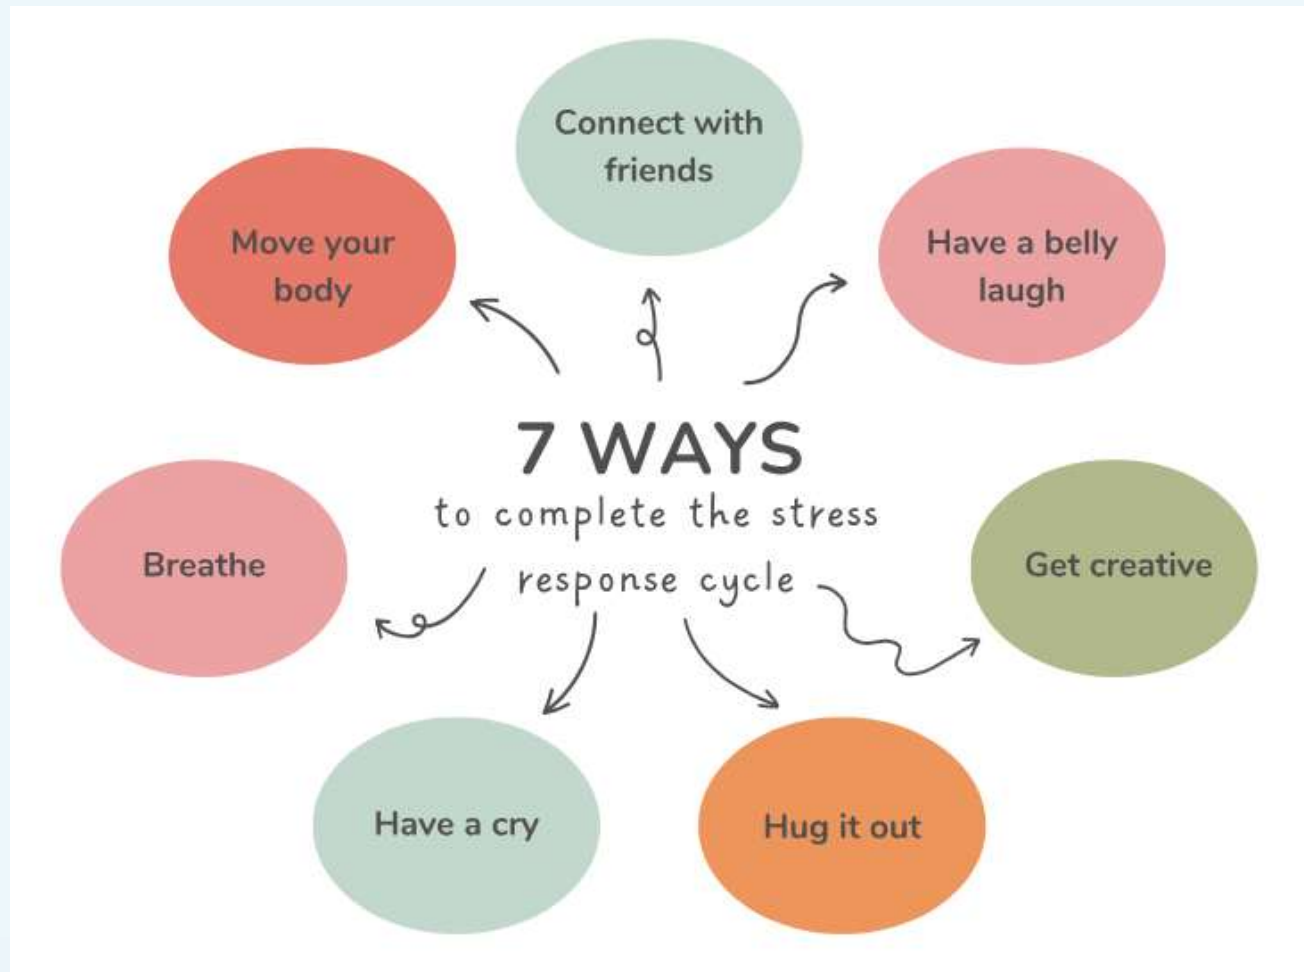 Connect with
friends
Move your
body
Have a belly
laugh
7 WAYS
to complete the stress
response cycle
Breathe
Get creative
Have a cry
Hug it out